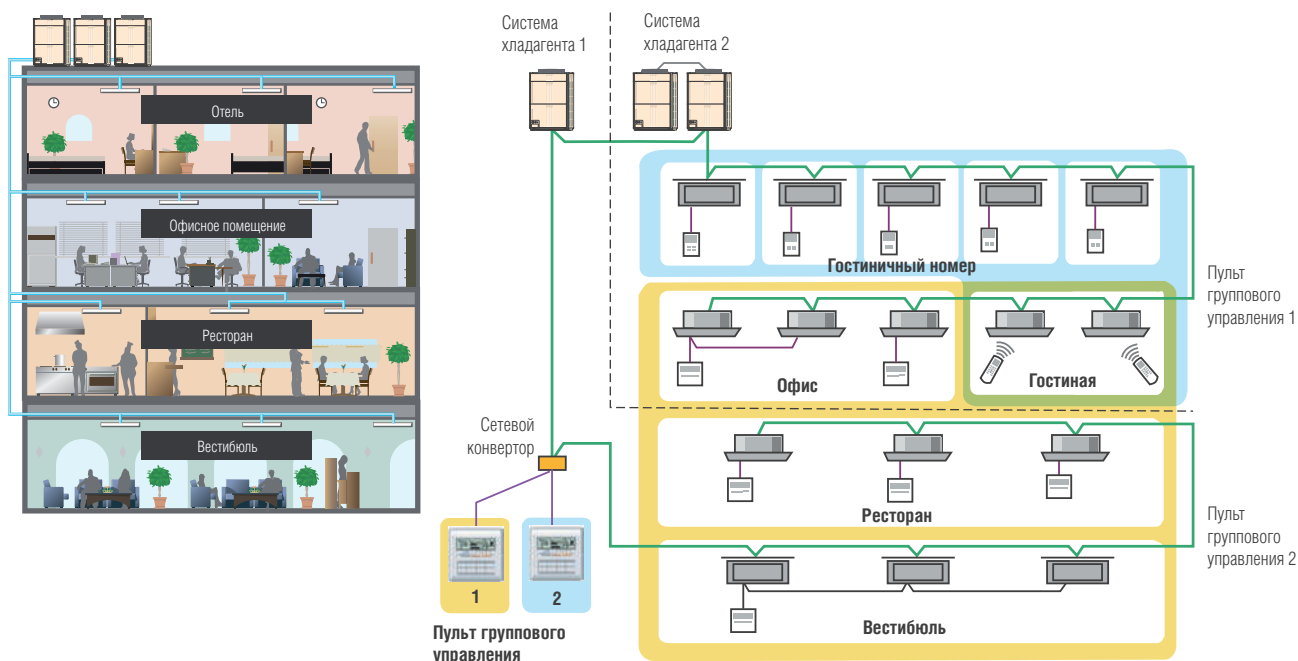 Система
хладагента 1
Система
хладагента 2
Отель
Офисное помещение
Ресторан
Вестибюль
Гостиничный номер
Пульт
группового
управления 1
Офис
Гостиная
Сетевой
конвертор
Ресторан
Пульт
группового
управления 2
1
2
Вестибюль
Пульт группового
управления